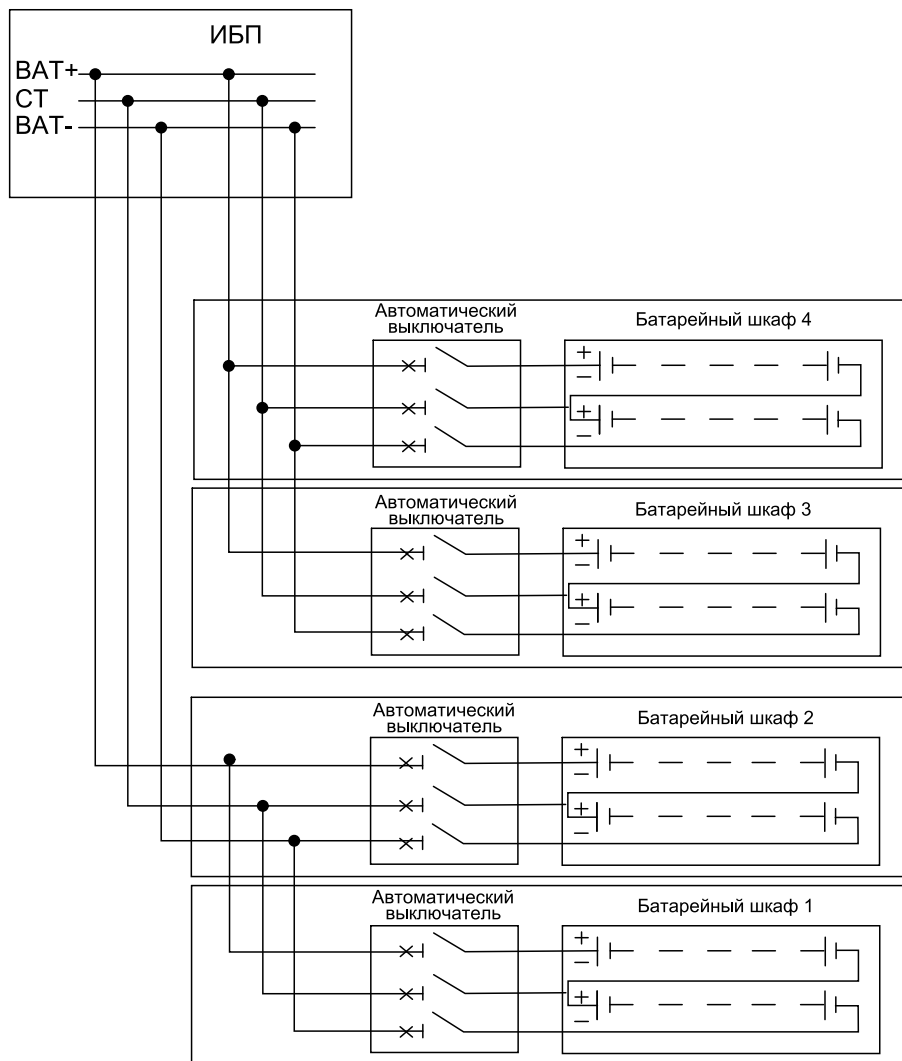 ИБП
BAT+
CT
BAT-
Автоматический
выключатель
Батарейный шкаф 4
+
−
+
−
Автоматический
выключатель
Батарейный шкаф 3
+
−
+
−
Автоматический
выключатель
Батарейный шкаф 2
+
−
+
−
Автоматический
выключатель
Батарейный шкаф 1
+
−
+
−